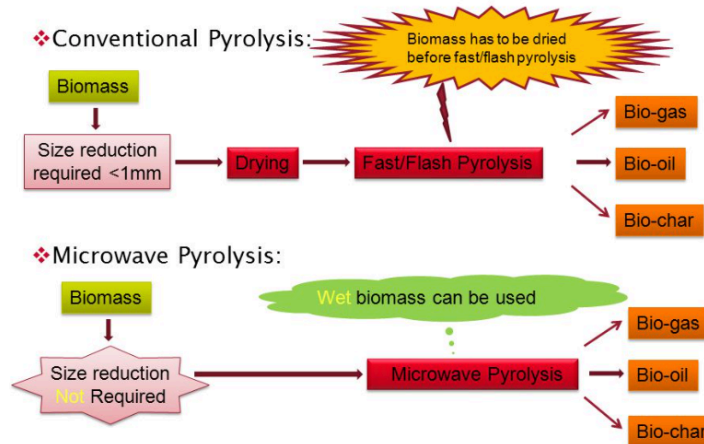 ❖Conventional Pyrolysis:
Biomass has to be dried
before fast/flash pyrolysis
Biomass
Size reduction
required <1mm
Drying
Fast/Flash Pyrolysis
Bio-gas
Bio-oil
Bio-char
❖Microwave Pyrolysis:
Biomass
Wet biomass can be used
Size reduction
Not Required
Microwave Pyrolysis
Bio-gas
Bio-oil
Bio-char